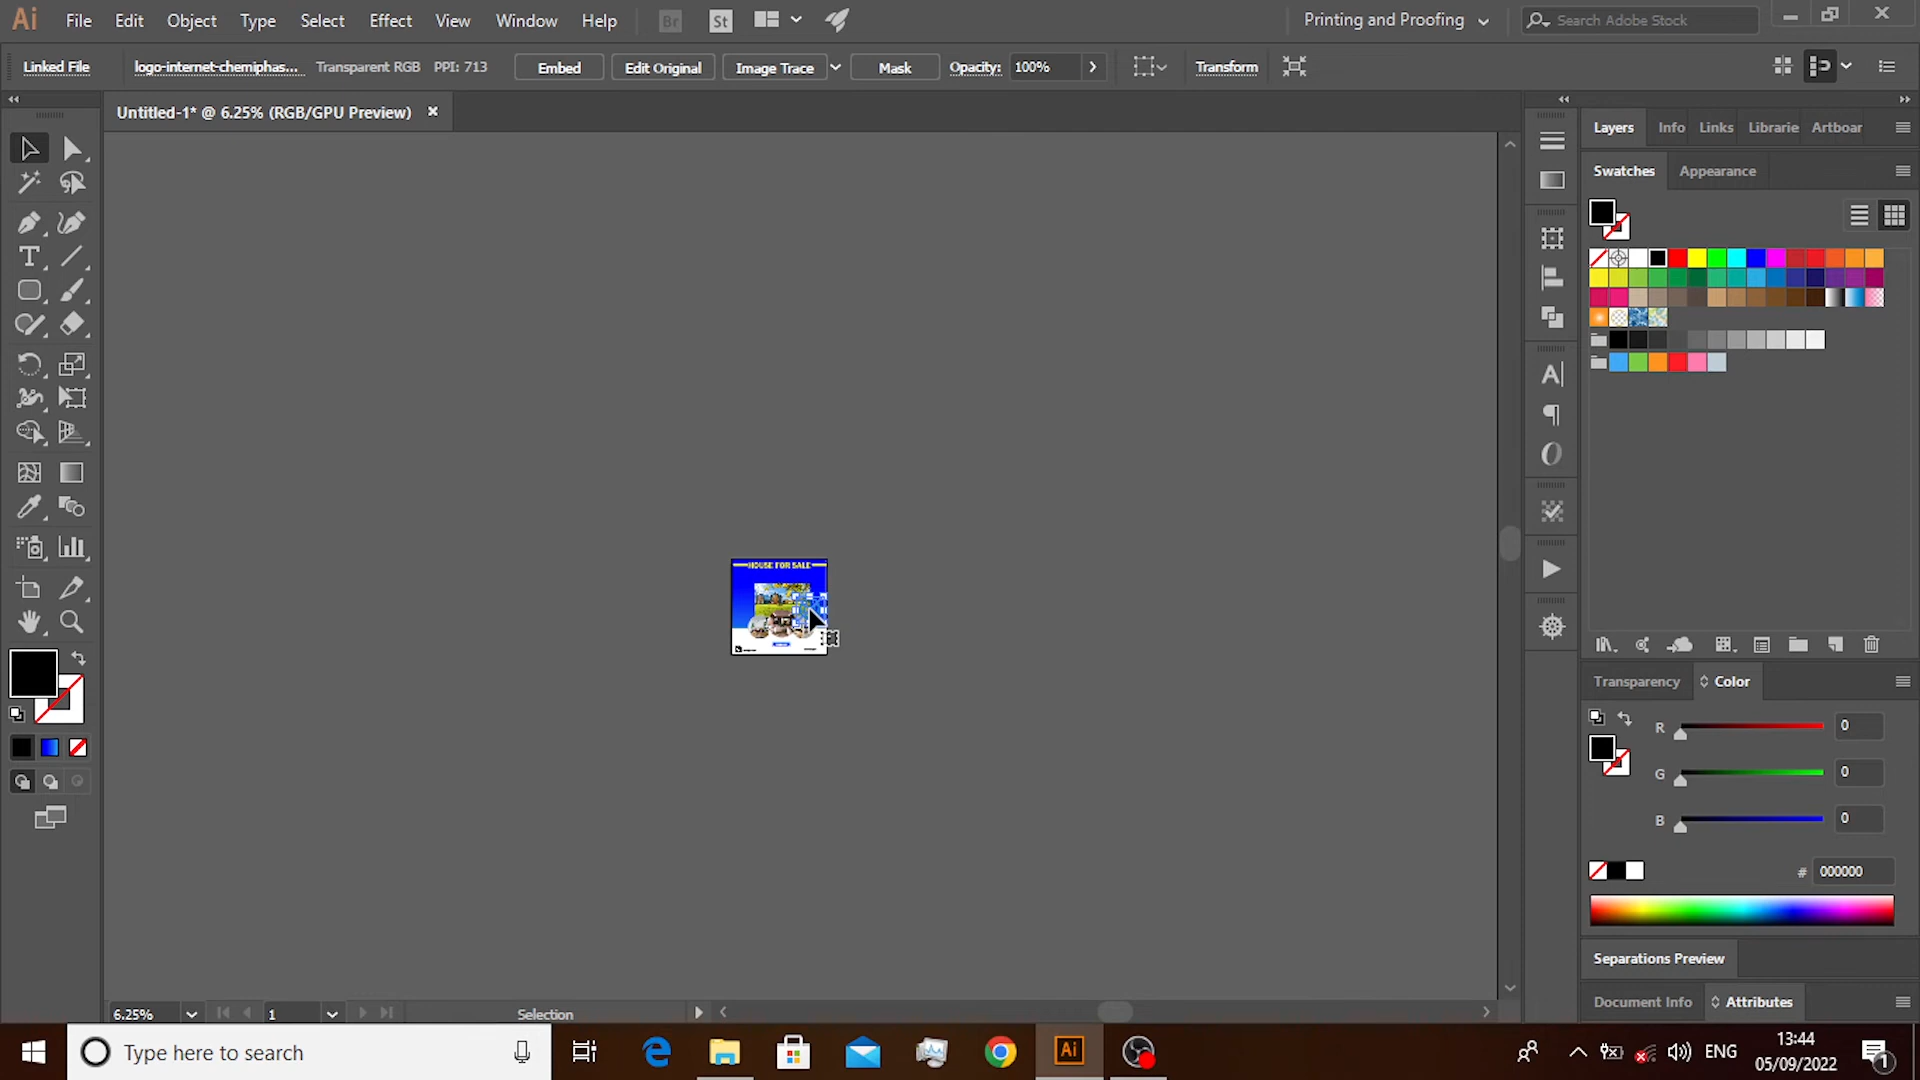 Ai File Edit Object Type Select Effect View Window Help Br St Printing and Proofing Search Adobe Stock
Linked File logo-internet-chemiphas... Transparent RGB PPI: 713 Embed Edit Original Image Trace Mask Opacity: 100% Transform
Untitled-1* @ 6.25% (RGB/GPU Preview)
Layers Info Links Librarie Artboar
Swatches Appearance
HOUSE FOR SALE
Transparency Color
R 0
G 0
B 0
# 000000
Separations Preview
Document Info Attributes
6.25% 1 Selection
Type here to search Ai ENG 13:44
05/09/2022
1